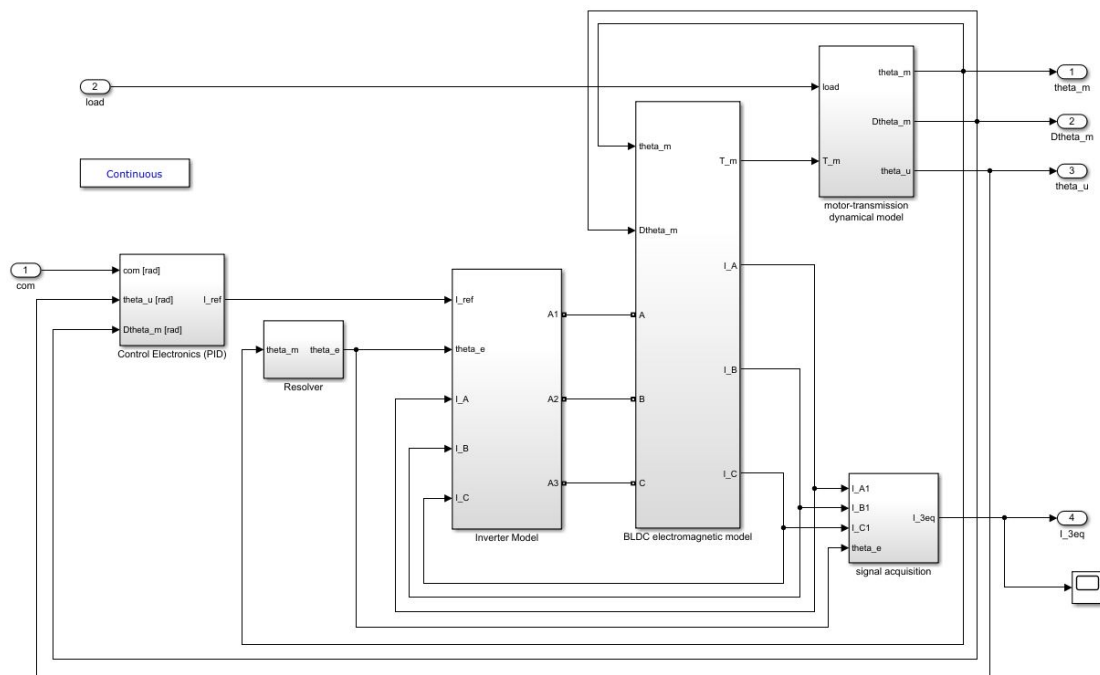 2
load
Continuous
1
com
com [rad]
theta_u [rad]
Dtheta_m [rad]
I_ref
Control Electronics (PID)
theta_m
theta_e
Resolver
I_ref
theta_e
I_A
I_B
I_C
A1
A2
A3
Inverter Model
theta_m
Dtheta_m
A
B
C
T_m
I_A
I_B
I_C
BLDC electromagnetic model
load
T_m
theta_m
Dtheta_m
theta_u
motor-transmission
dynamical model
1
theta_m
2
Dtheta_m
3
theta_u
I_A1
I_B1
I_C1
theta_e
I_3eq
signal acquisition
4
I_3eq